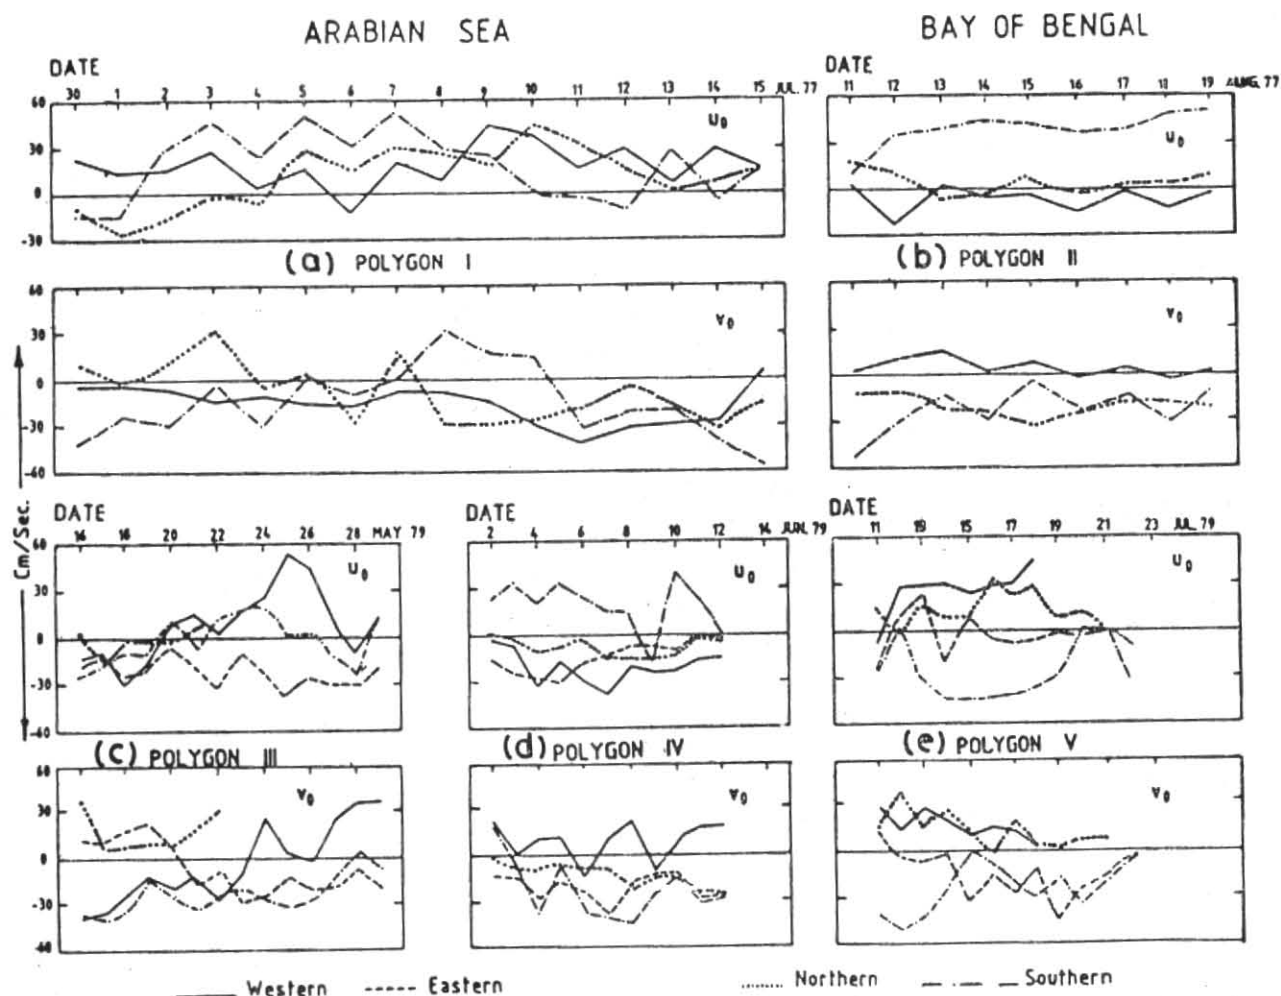 ARABIAN SEA
BAY OF BENGAL
DATE
30 1 2 3 4 5 6 7 8 9 10 11 12 13 14 15 JUL. 77
DATE
11 12 13 14 15 16 17 18 19 AUG. 77
60
30
0
-30
U0
U0
(a) POLYGON I
(b) POLYGON II
60
30
0
-30
-60
V0
V0
Cm/Sec.
DATE
16 18 20 22 24 26 28 MAY 79
DATE
2 4 6 8 10 12 14 JUN. 79
DATE
11 13 15 17 19 21 23 JUL. 79
60
30
0
-30
-60
U0
U0
U0
(c) POLYGON III
(d) POLYGON IV
(e) POLYGON V
60
30
0
-30
-60
V0
V0
V0
Western
Eastern
Northern
Southern